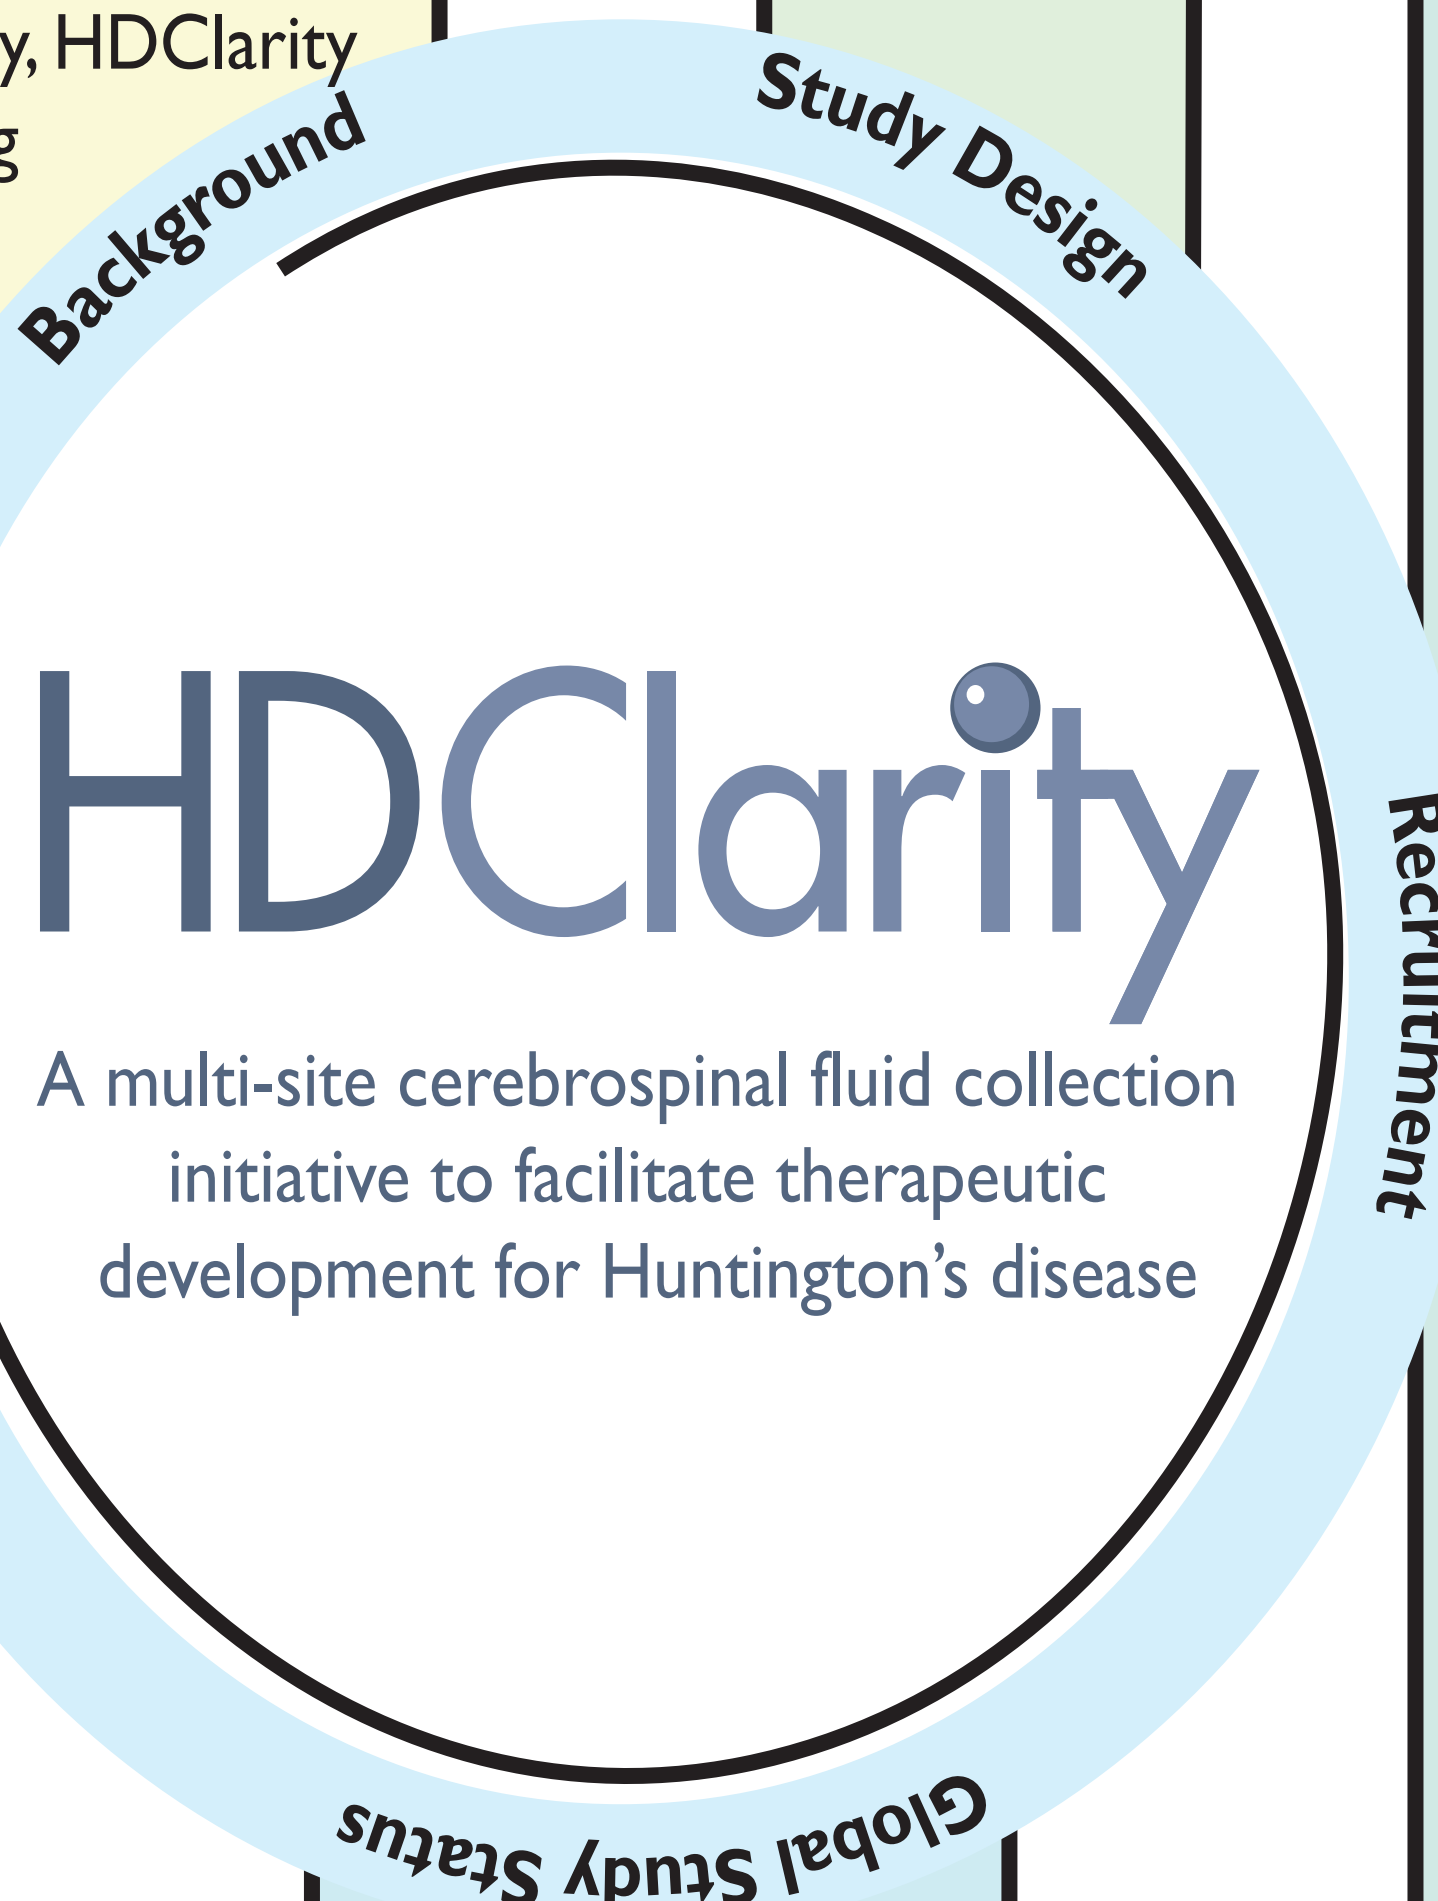 y, HDClarity
g
Background
Study Design
Recruitment
HDClarity
A multi-site cerebrospinal fluid collection
initiative to facilitate therapeutic
development for Huntington’s disease
Global Study Status